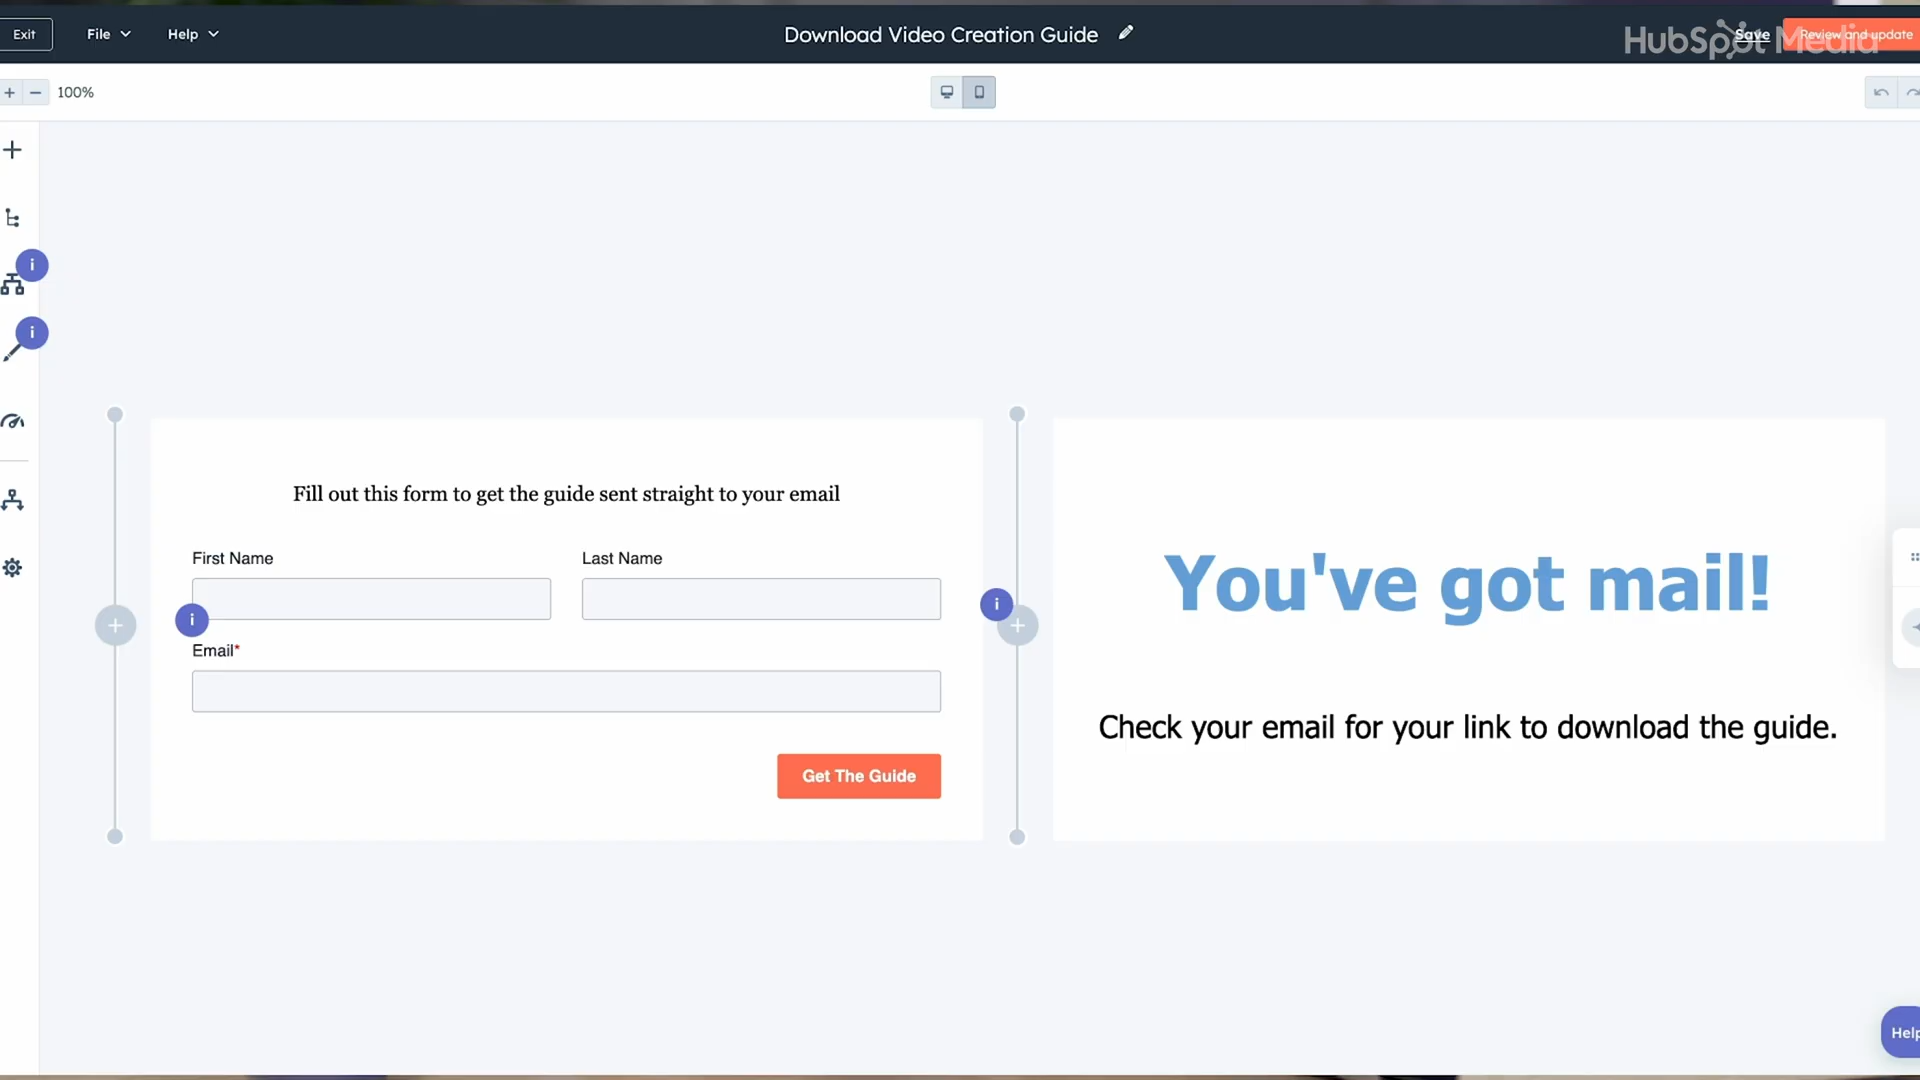 Exit
File
Help
Download Video Creation Guide
HubSpot Media
Save
Review and update
100%
i
i
Fill out this form to get the guide sent straight to your email
First Name
Last Name
i
Email*
Get The Guide
i
You've got mail!
Check your email for your link to download the guide.
Help